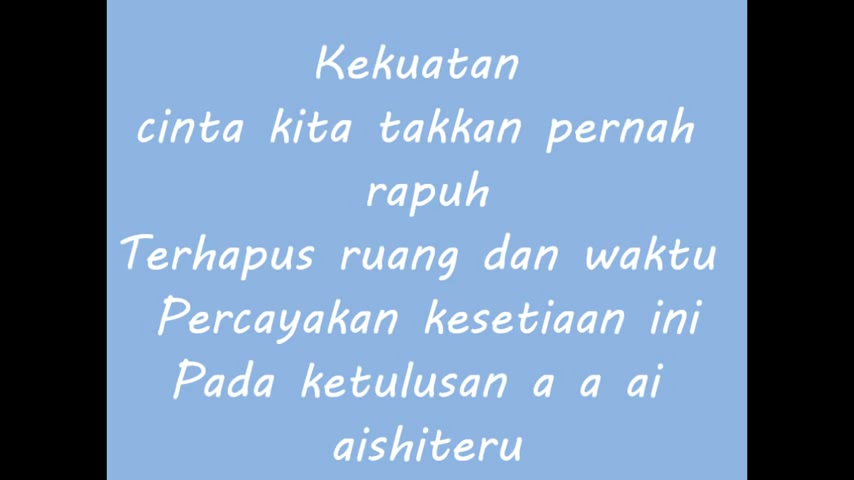 Kekuatan
cinta kita takkan pernah
rapuh
Terhapus ruang dan waktu
Percayakan kesetiaan ini
Pada ketulusan a a ai
aishiteru